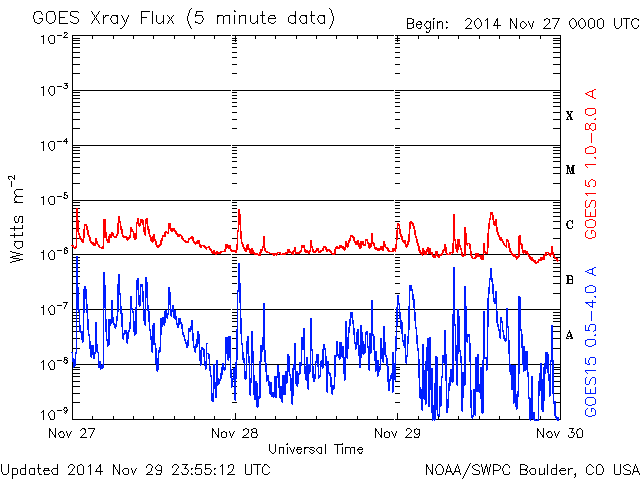 GOES Xray Flux (5 minute data)
Begin: 2014 Nov 27 0000 UTC
10-2
10-3
10-4
10-5
10-6
10-7
10-8
10-9
Watts m-2
X
M
C
B
A
GOES15 1.0-8.0 A
GOES15 0.5-4.0 A
Nov 27
Nov 28
Nov 29
Nov 30
Universal Time
Updated 2014 Nov 29 23:55:12 UTC
NOAA/SWPC Boulder, CO USA